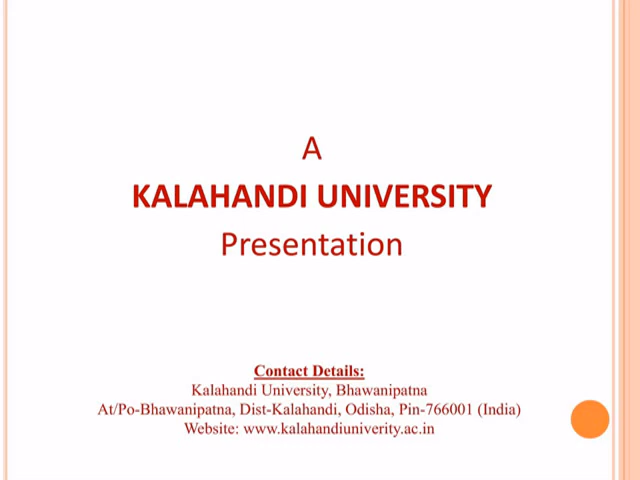 A
KALAHANDI UNIVERSITY
Presentation
Contact Details:
Kalahandi University, Bhawanipatna
At/Po-Bhawanipatna, Dist-Kalahandi, Odisha, Pin-766001 (India)
Website: www.kalahandiuniverity.ac.in